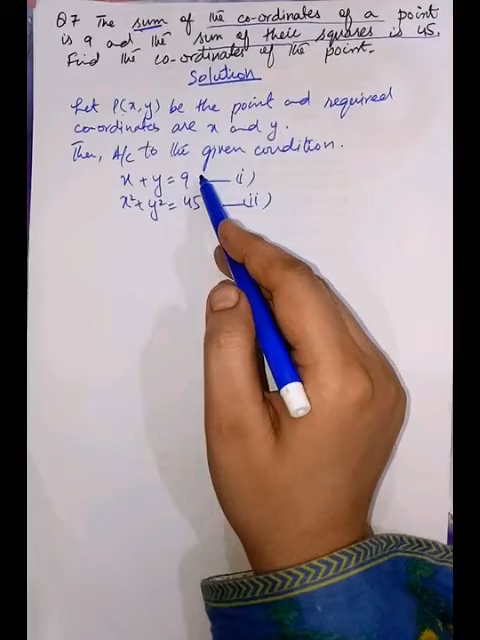 Q7 The sum of the co-ordinates of a point
is 9 and the sum of their squares is 45.
Find the co-ordinates of the point.
Solution
Let P(x,y) be the point and required
co-ordinates are x and y.
Then, A/c to the given condition.
x + y = 9 — i)
x² + y² = 45 — ii)